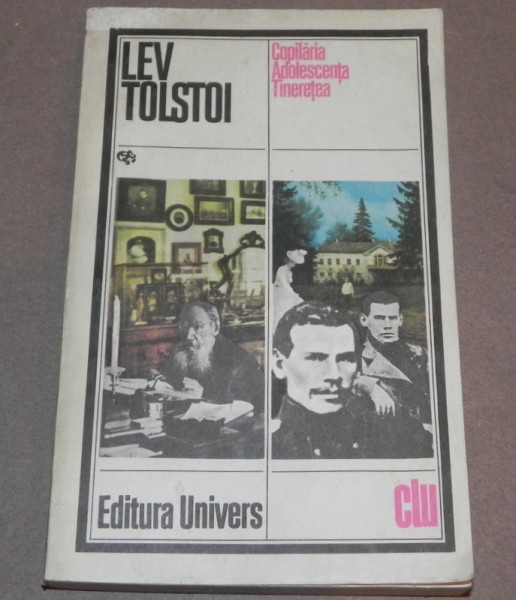 LEV
TOLSTOI
Copilăria
Adolescența
Tinerețea
Editura Univers
clu